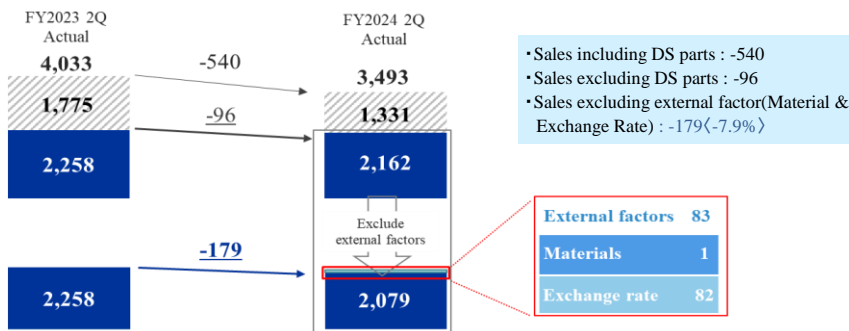 FY2023 2Q
Actual
4,033
1,775
2,258
2,258
-540
-96
-179
FY2024 2Q
Actual
3,493
1,331
2,162
Exclude
external factors
2,079
・Sales including DS parts : -540
・Sales excluding DS parts : -96
・Sales excluding external factor(Material &
Exchange Rate) : -179〈-7.9%〉
External factors 83
Materials 1
Exchange rate 82